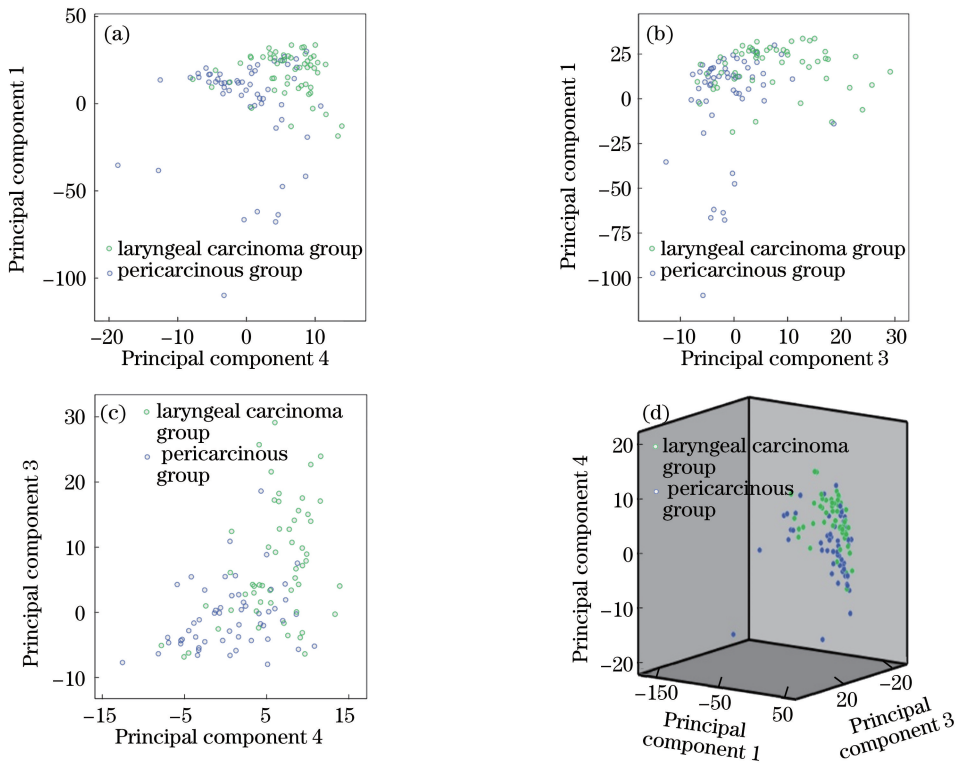 (a)
50
0
−50
−100
Principal component 1
laryngeal carcinoma group
pericarcinous group
−20 −10 0 10
Principal component 4
(b)
25
0
−25
−50
−75
−100
Principal component 1
laryngeal carcinoma group
pericarcinous group
−10 0 10 20 30
Principal component 3
(c)
30
20
10
0
−10
Principal component 3
laryngeal carcinoma
group
pericarcinous
group
−15 −5 5 15
Principal component 4
(d)
20
10
0
−10
−20
Principal component 4
laryngeal carcinoma
group
pericarcinous
group
−150 −50 50
Principal
component 1
20 −20
Principal
component 3